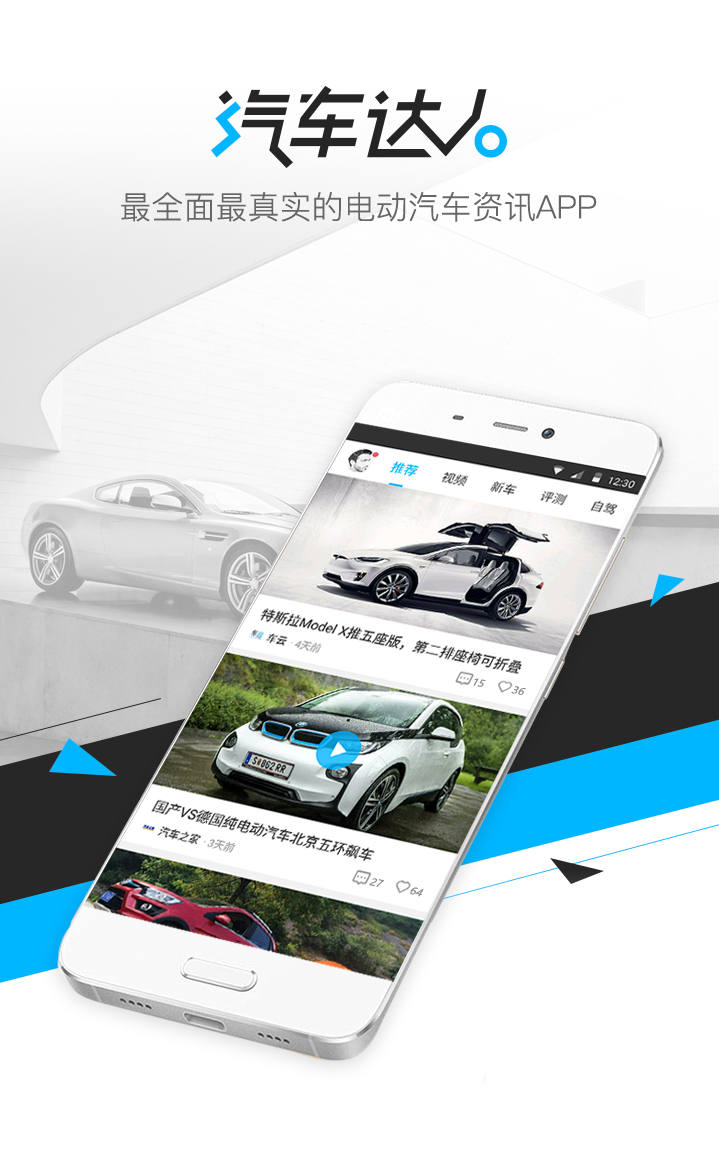 汽车达人
最全面最真实的电动汽车资讯APP
12:30
推荐 视频 新车 评测 自驾
特斯拉Model X推五座版，第二排座椅可折叠
车云 · 4天前
15 36
国产VS德国纯电动汽车北京五环飙车
汽车之家 · 3天前
27 64